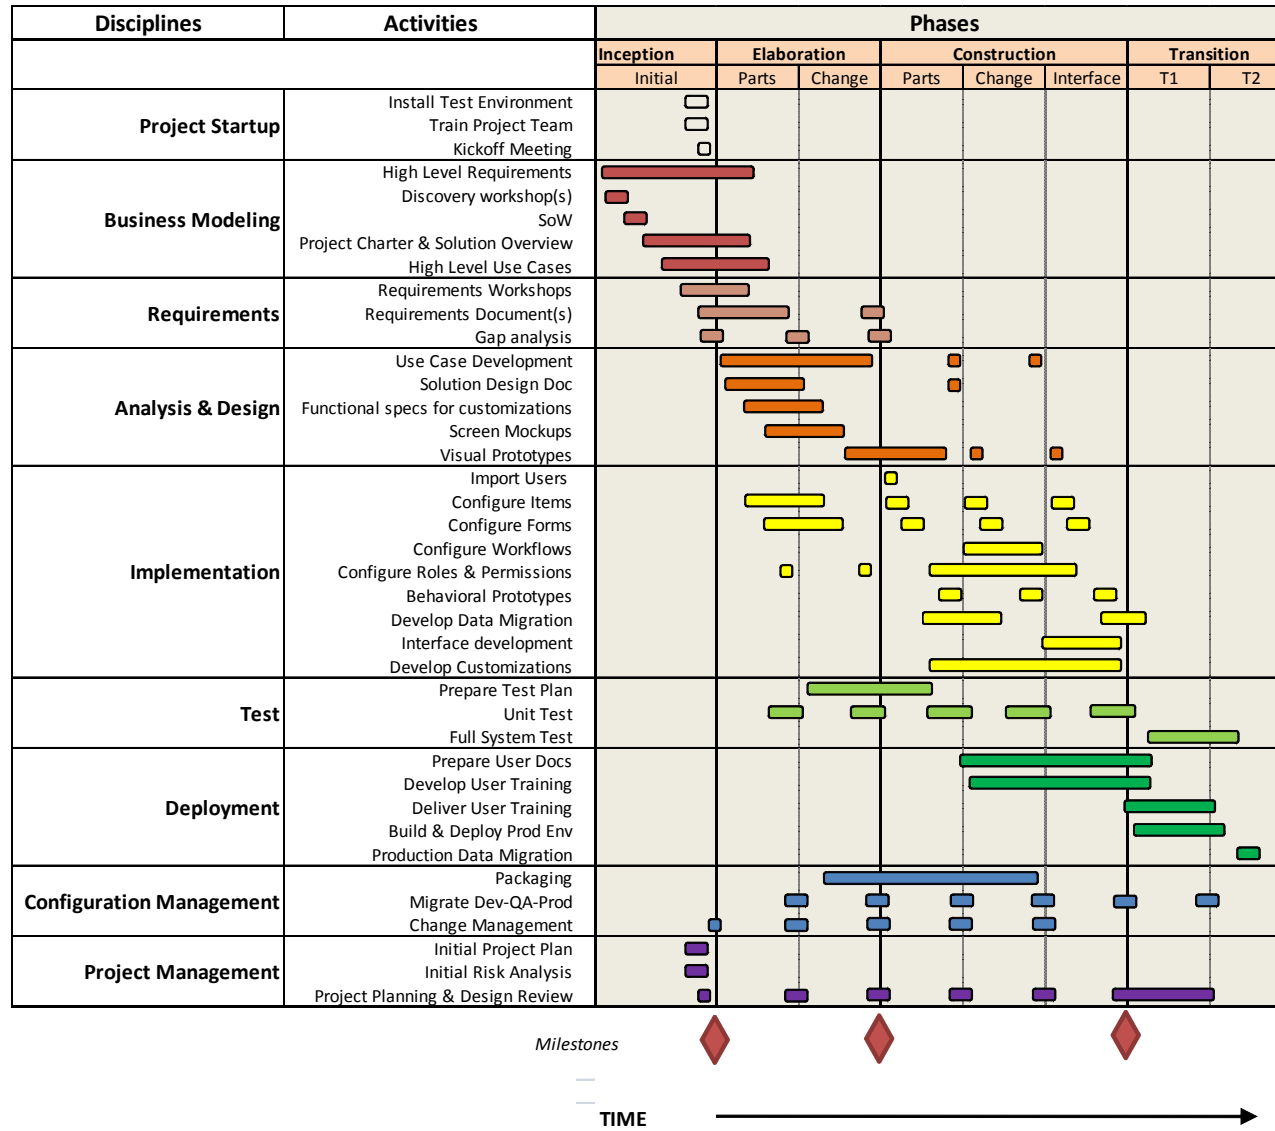 Disciplines Activities Phases
Inception Elaboration Construction Transition
Initial Parts Change Parts Change Interface T1 T2
Install Test Environment
Project Startup Train Project Team
Kickoff Meeting
High Level Requirements
Discovery workshop(s)
Business Modeling SoW
Project Charter & Solution Overview
High Level Use Cases
Requirements Workshops
Requirements Requirements Document(s)
Gap analysis
Use Case Development
Solution Design Doc
Analysis & Design Functional specs for customizations
Screen Mockups
Visual Prototypes
Import Users
Configure Items
Configure Forms
Configure Workflows
Implementation Configure Roles & Permissions
Behavioral Prototypes
Develop Data Migration
Interface development
Develop Customizations
Prepare Test Plan
Test Unit Test
Full System Test
Prepare User Docs
Develop User Training
Deployment Deliver User Training
Build & Deploy Prod Env
Production Data Migration
Packaging
Configuration Management Migrate Dev-QA-Prod
Change Management
Initial Project Plan
Project Management Initial Risk Analysis
Project Planning & Design Review
Milestones
TIME